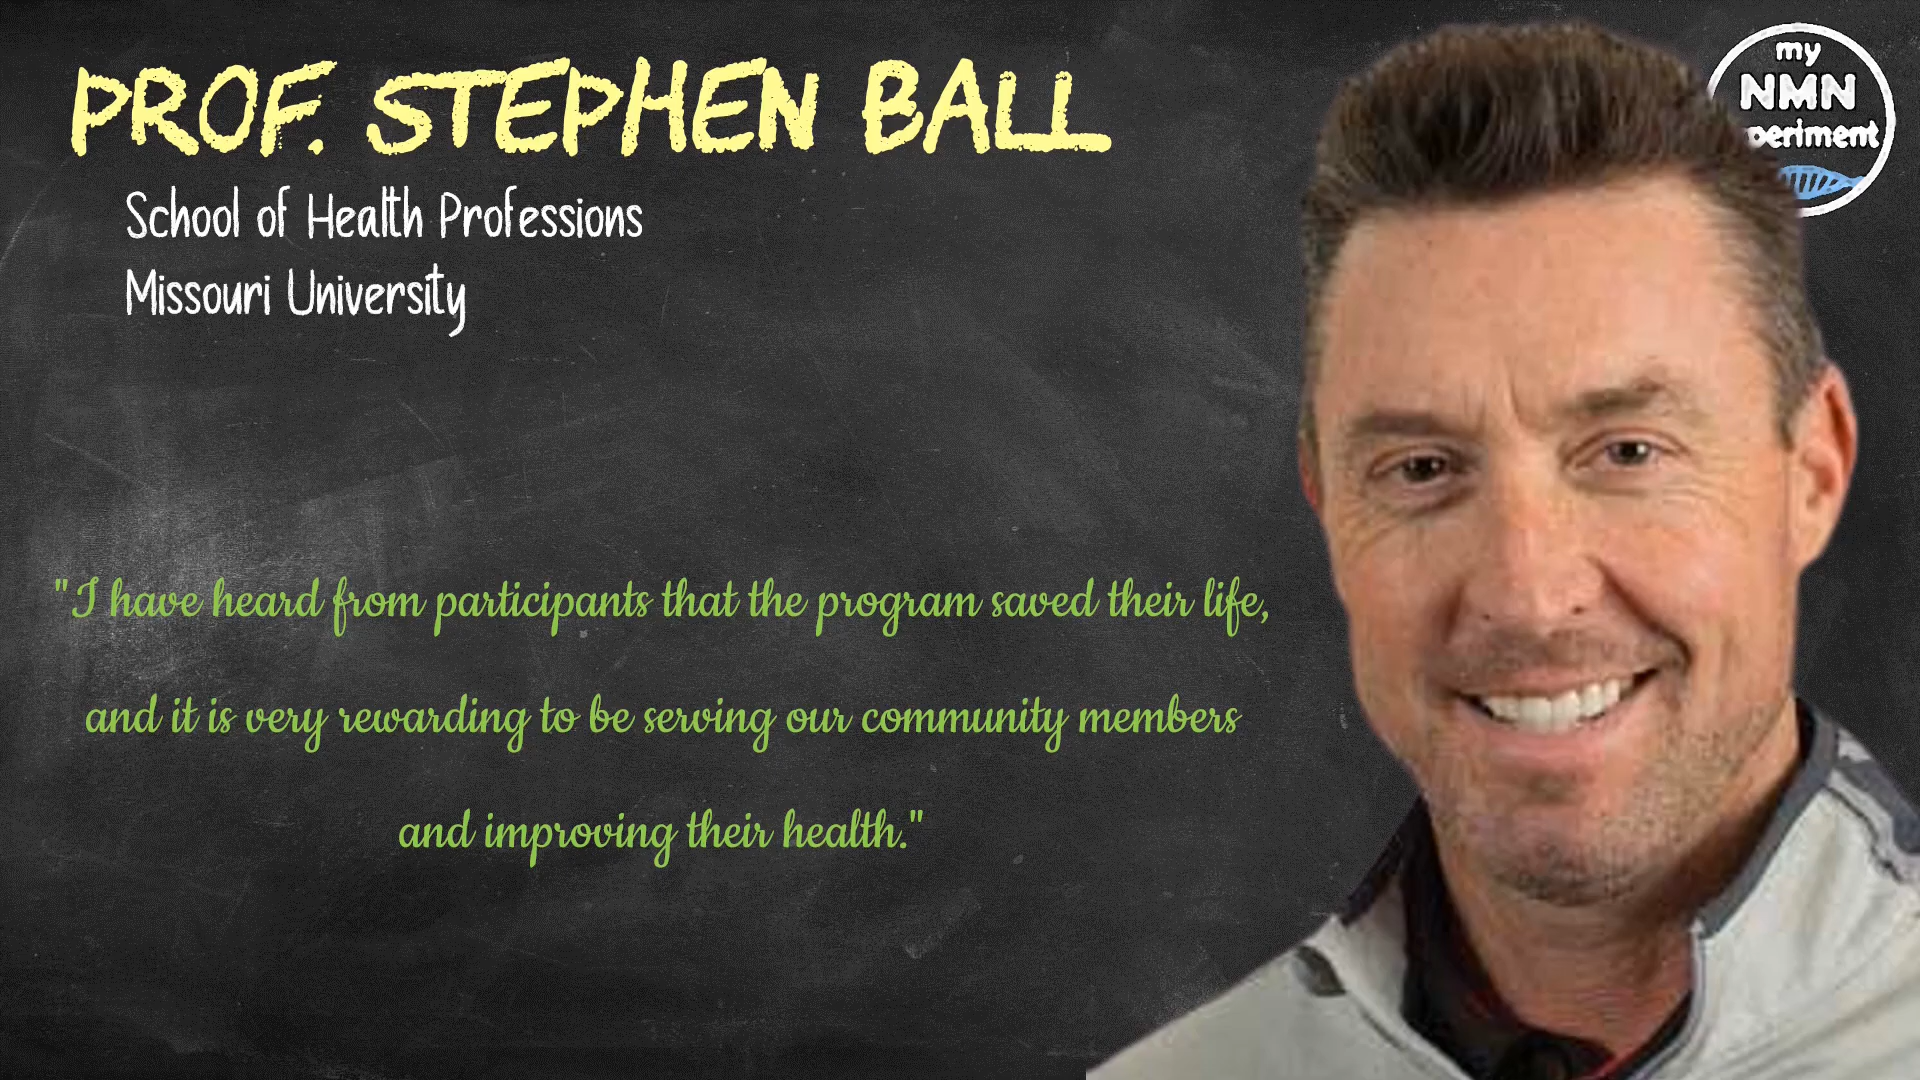 PROF. STEPHEN BALL
School of Health Professions
Missouri University
"I have heard from participants that the program saved their life,
and it is very rewarding to be serving our community members
and improving their health."
my
NMN
periment